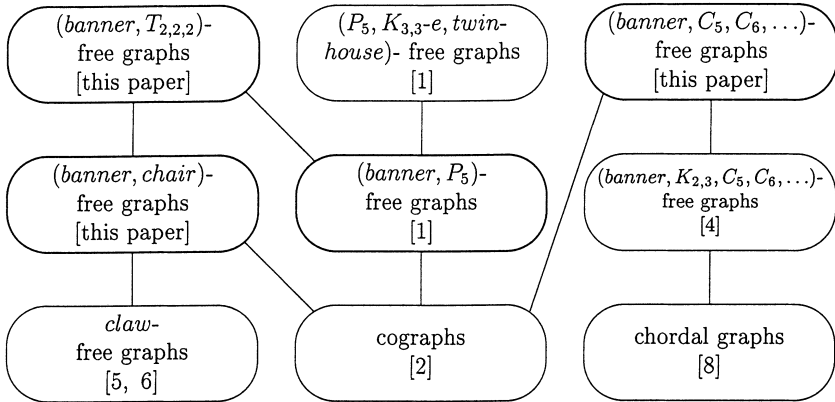 (banner, T2,2,2)-
free graphs
[this paper]
(P5, K3,3-e, twin-
house)- free graphs
[1]
(banner, C5, C6, ...)-
free graphs
[this paper]
(banner, chair)-
free graphs
[this paper]
(banner, P5)-
free graphs
[1]
(banner, K2,3, C5, C6, ...)-
free graphs
[4]
claw-
free graphs
[5, 6]
cographs
[2]
chordal graphs
[8]